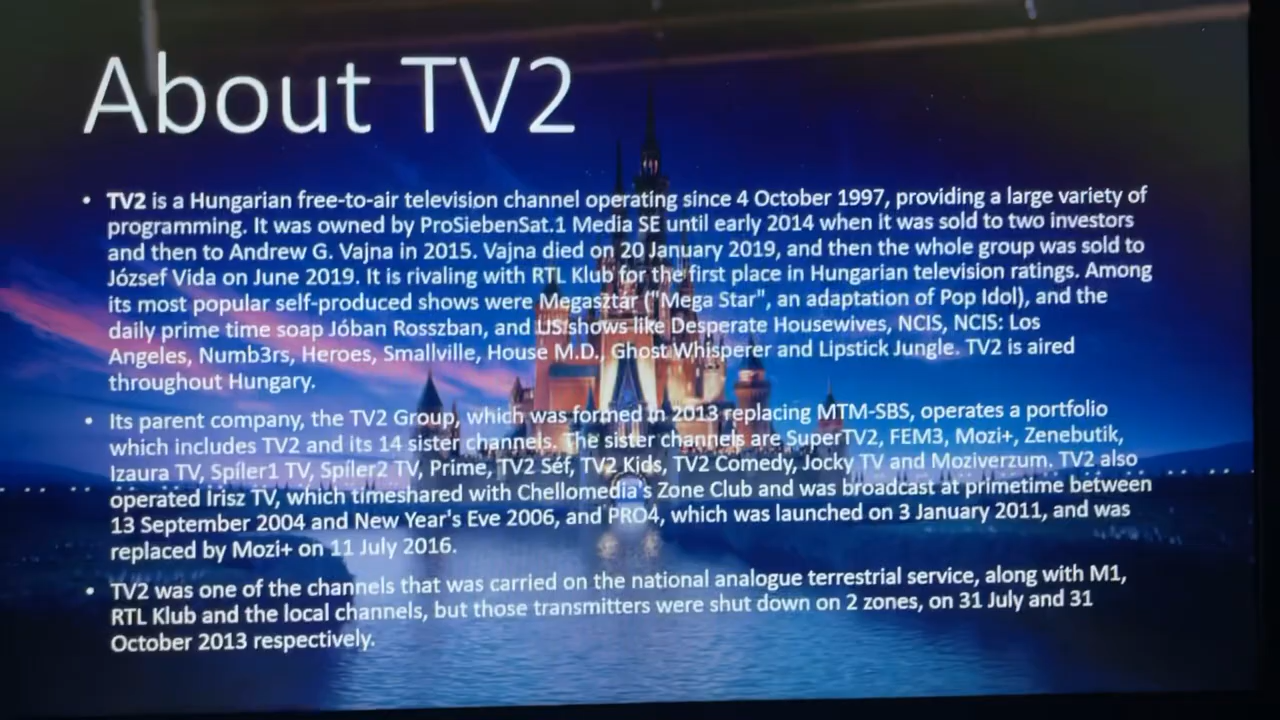 About TV2
• TV2 is a Hungarian free-to-air television channel operating since 4 October 1997, providing a large variety of
programming. It was owned by ProSiebenSat.1 Media SE until early 2014 when it was sold to two investors
and then to Andrew G. Vajna in 2015. Vajna died on 20 January 2019, and then the whole group was sold to
József Vida on June 2019. It is rivaling with RTL Klub for the first place in Hungarian television ratings. Among
its most popular self-produced shows were Megasztár ("Mega Star", an adaptation of Pop Idol), and the
daily prime time soap Jóban Rosszban, and US shows like Desperate Housewives, NCIS, NCIS: Los
Angeles, Numb3rs, Heroes, Smallville, House M.D., Ghost Whisperer and Lipstick Jungle. TV2 is aired
throughout Hungary.
• Its parent company, the TV2 Group, which was formed in 2013 replacing MTM-SBS, operates a portfolio
which includes TV2 and its 14 sister channels. The sister channels are SuperTV2, FEM3, Mozi+, Zenebutik,
Izaura TV, Spíler1 TV, Spíler2 TV, Prime, TV2 Séf, TV2 Kids, TV2 Comedy, Jocky TV and Moziverzum. TV2 also
operated Írisz TV, which timeshared with Chellomedia's Zone Club and was broadcast at primetime between
13 September 2004 and New Year's Eve 2006, and PRO4, which was launched on 3 January 2011, and was
replaced by Mozi+ on 11 July 2016.
• TV2 was one of the channels that was carried on the national analogue terrestrial service, along with M1,
RTL Klub and the local channels, but those transmitters were shut down on 2 zones, on 31 July and 31
October 2013 respectively.